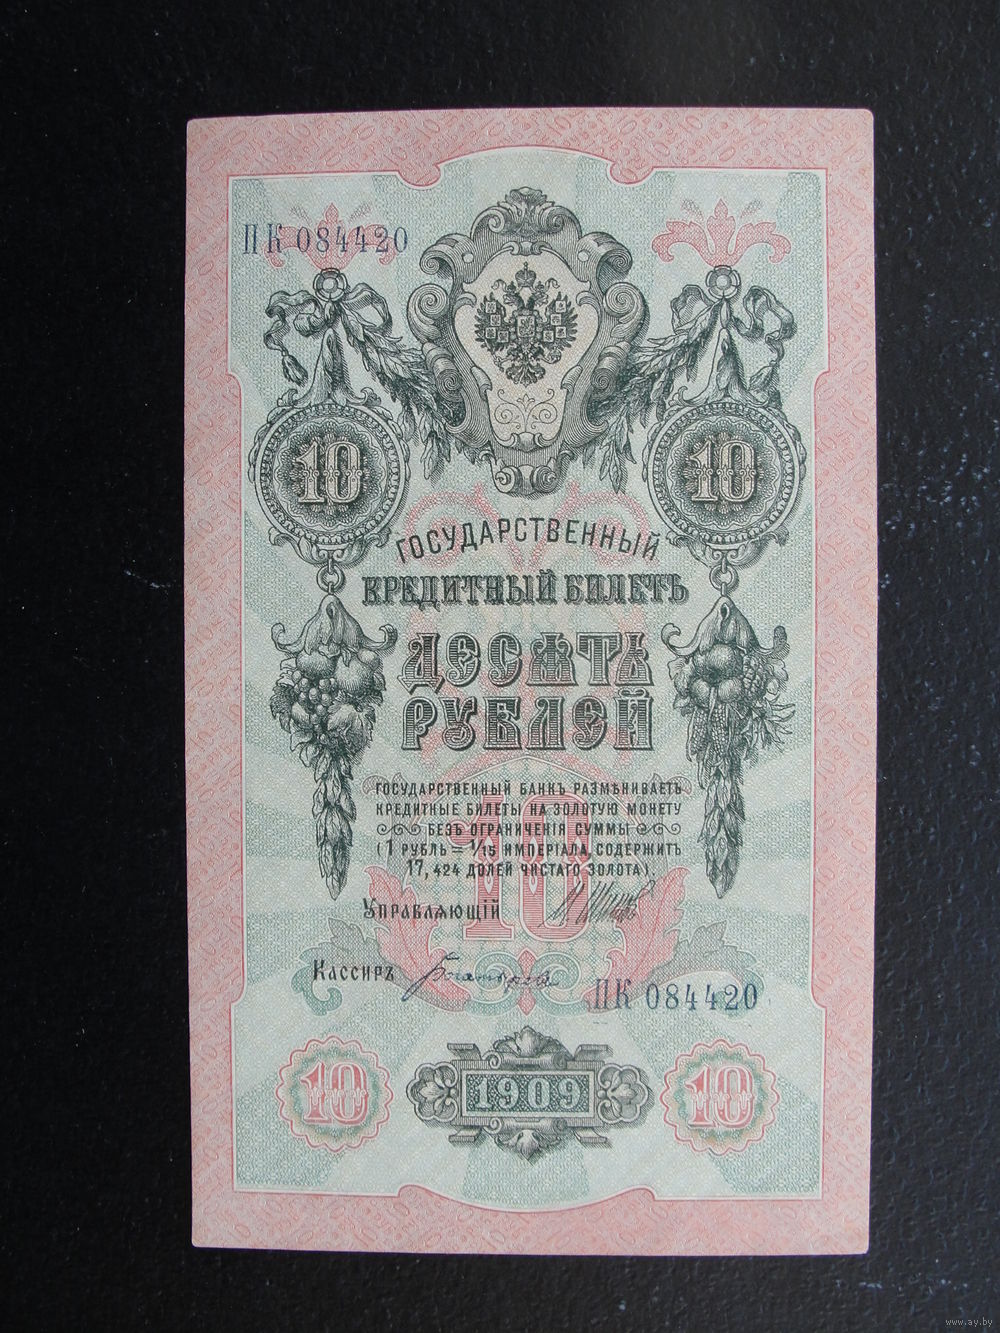 ПК 084420
10 10
ГОСУДАРСТВЕННЫЙ
КРЕДИТНЫЙ БИЛЕТЪ
ДЕСЯТЬ
РУБЛЕЙ
ГОСУДАРСТВЕННЫЙ БАНКЪ РАЗМѢНИВАЕТЪ
КРЕДИТНЫЕ БИЛЕТЫ НА ЗОЛОТУЮ МОНЕТУ
БЕЗЪ ОГРАНИЧЕНІЯ СУММЫ
(1 РУБЛЬ = 1/15 ИМПЕРІАЛА, СОДЕРЖИТЪ
17,424 ДОЛЕЙ ЧИСТАГО ЗОЛОТА).
10
УПРАВЛЯЮЩІЙ
КАССИРЪ
ПК 084420
10 1909 10
www.ay.by